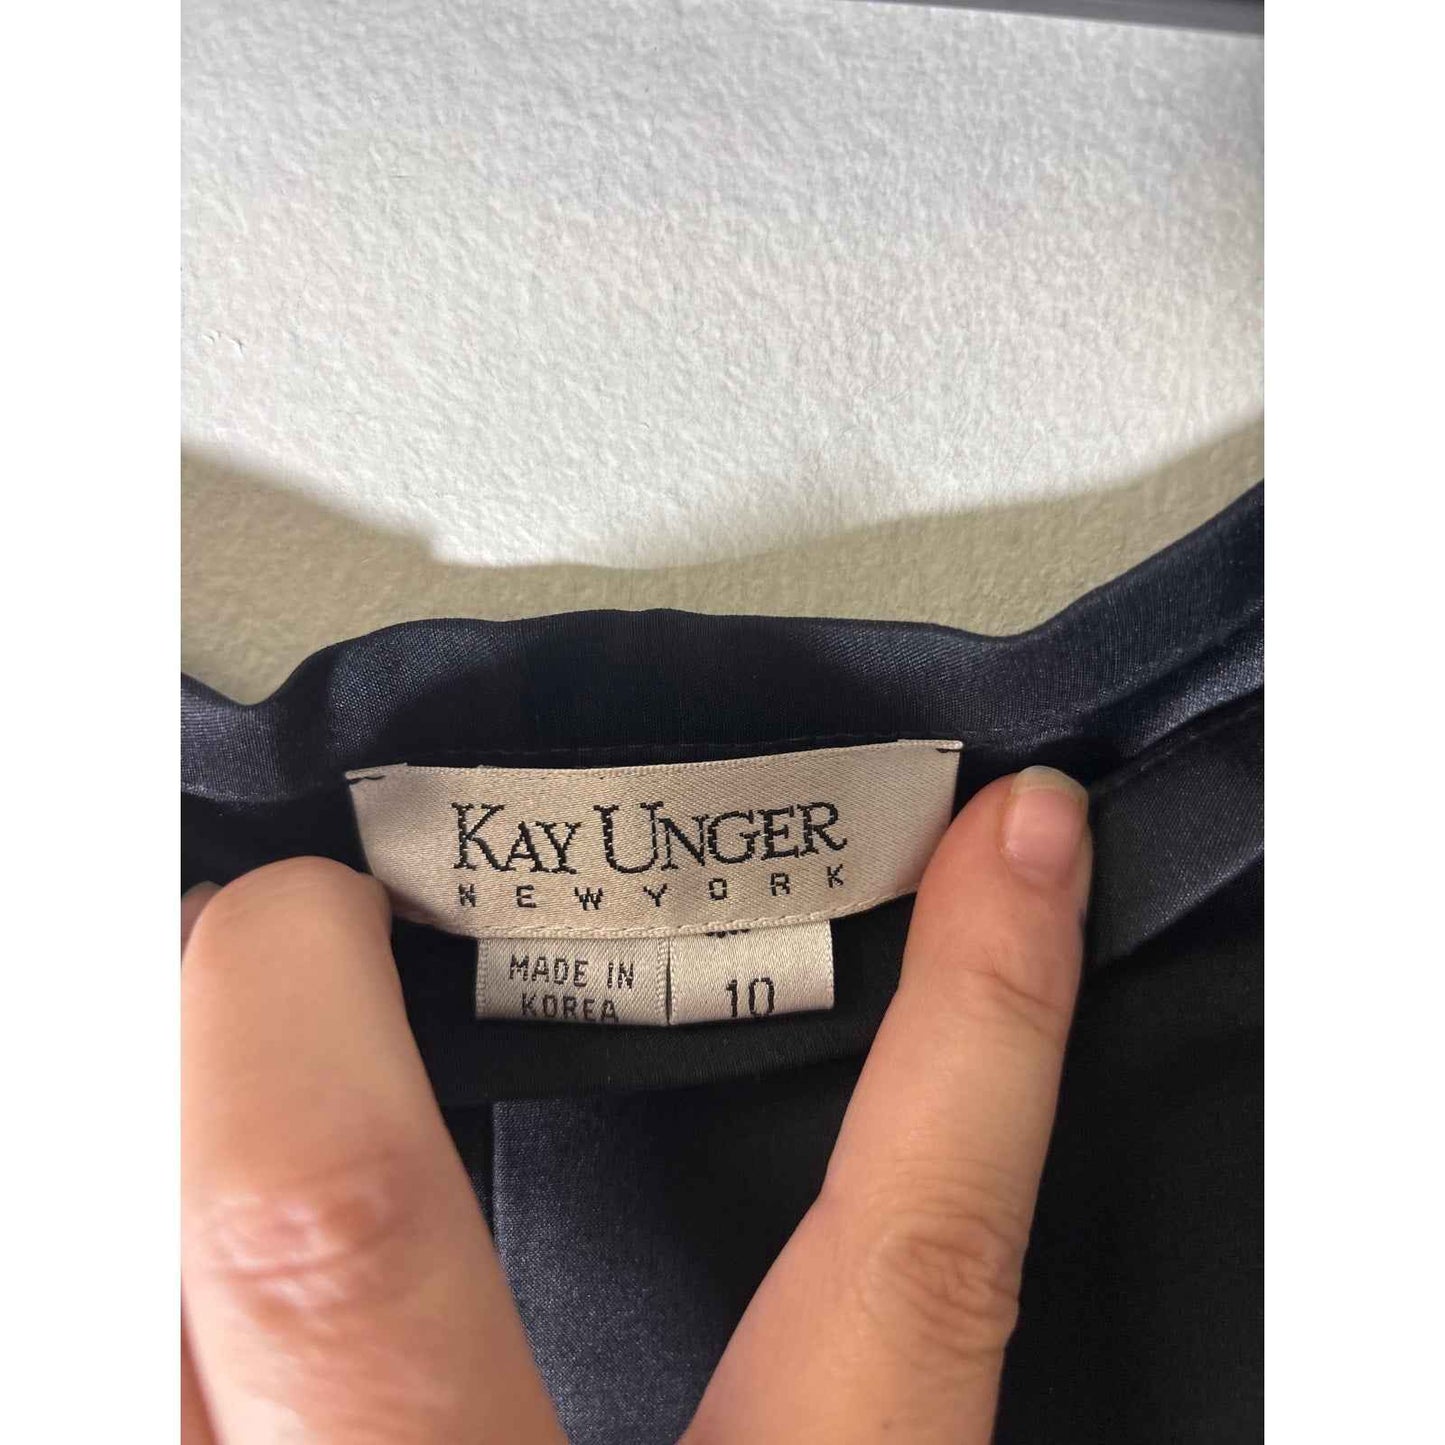 KAY UNGER
NEW YORK
MADE IN
KOREA
10